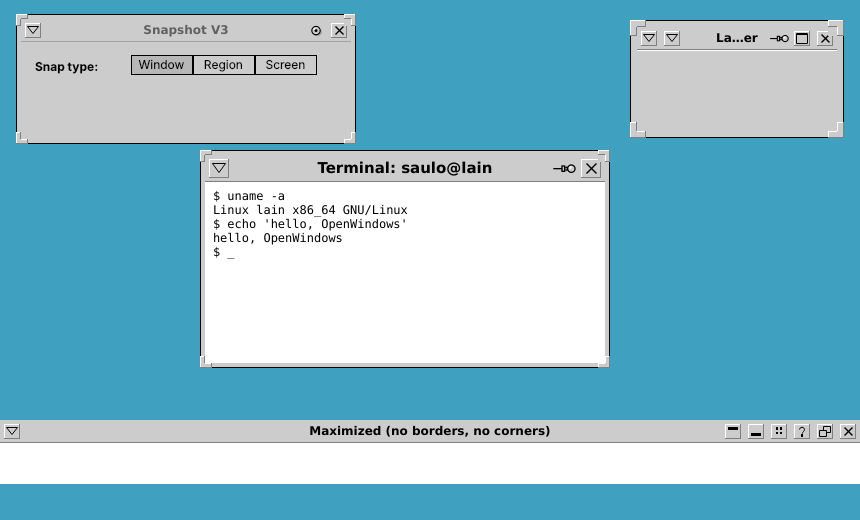 Snapshot V3
Snap type:
Window
Region
Screen
La...er
Terminal: saulo@lain
$ uname -a
Linux lain x86_64 GNU/Linux
$ echo 'hello, OpenWindows'
hello, OpenWindows
$ _
Maximized (no borders, no corners)
?